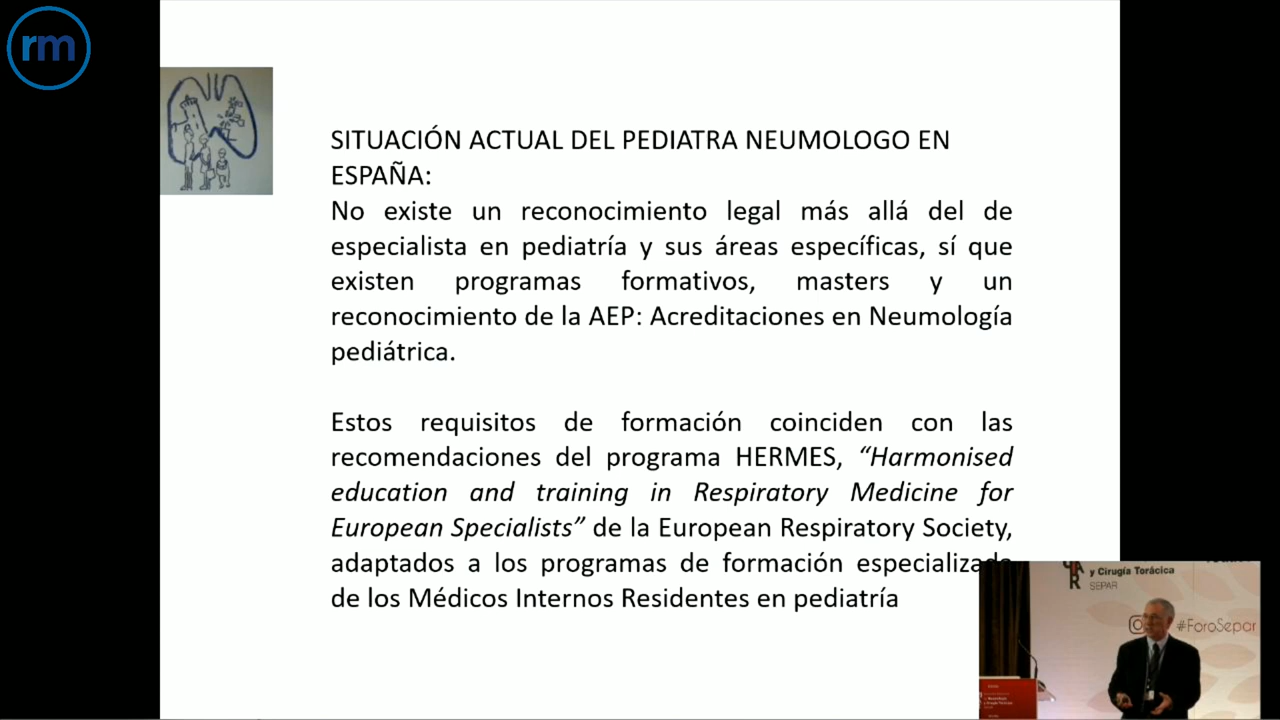 rm
SITUACIÓN ACTUAL DEL PEDIATRA NEUMOLOGO EN
ESPAÑA:
No existe un reconocimiento legal más allá del de
especialista en pediatría y sus áreas específicas, sí que
existen programas formativos, masters y un
reconocimiento de la AEP: Acreditaciones en Neumología
pediátrica.
Estos requisitos de formación coinciden con las
recomendaciones del programa HERMES, “Harmonised
education and training in Respiratory Medicine for
European Specialists” de la European Respiratory Society,
adaptados a los programas de formación especializada
de los Médicos Internos Residentes en pediatría
y Cirugía Torácica
SEPAR
#ForoSepar